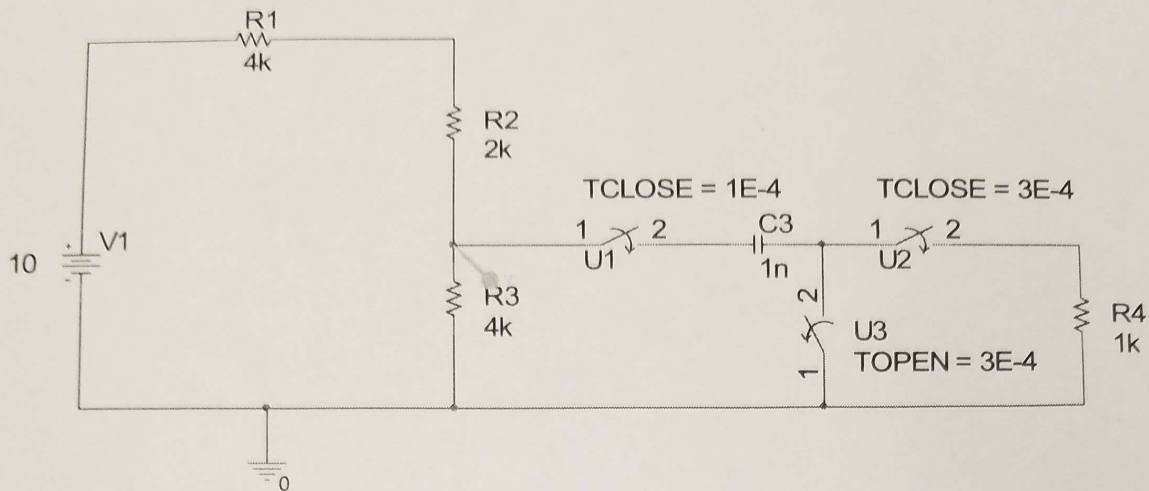 R1
4k
R2
2k
TCLOSE = 1E-4
TCLOSE = 3E-4
1 2
C3
1 2
V1
10
U1
1n
U2
R3
4k
2
U3
TOPEN = 3E-4
1
R4
1k
0